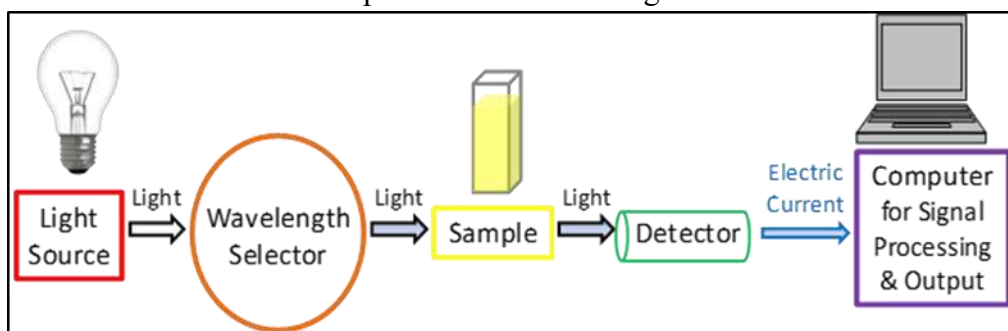 Light
Source
Light
Wavelength
Selector
Light
Sample
Light
Detector
Electric
Current
Computer
for Signal
Processing
& Output